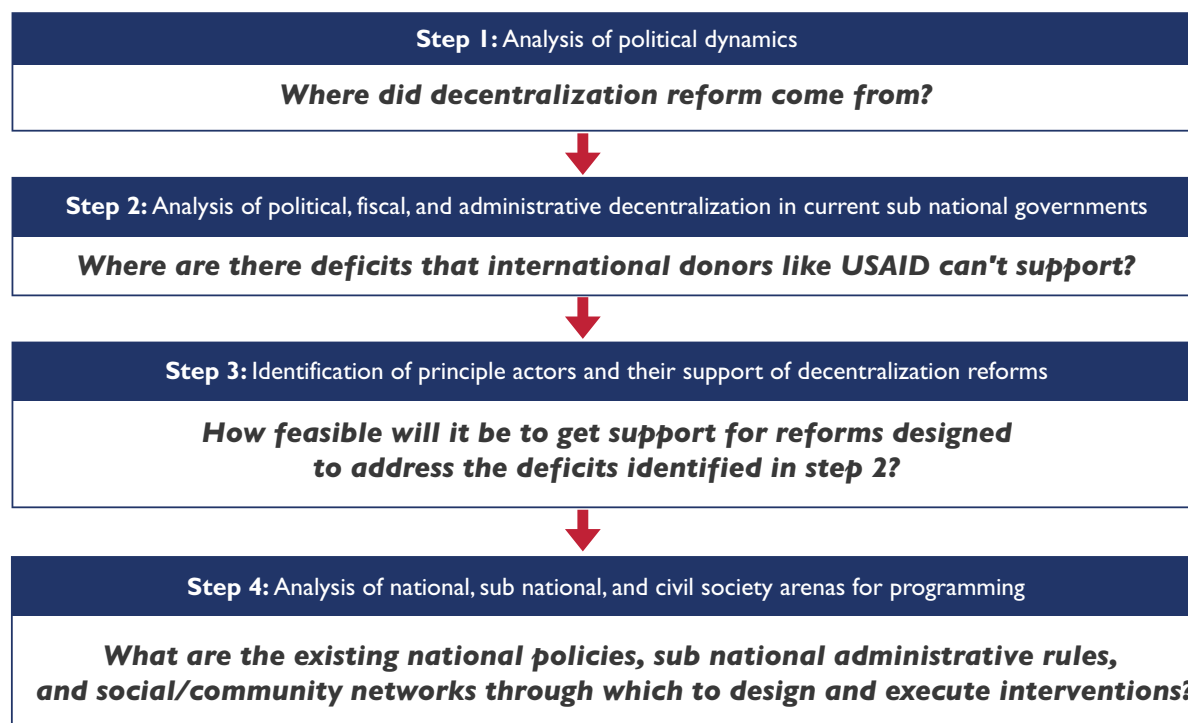 Step 1: Analysis of political dynamics
Where did decentralization reform come from?
Step 2: Analysis of political, fiscal, and administrative decentralization in current sub national governments
Where are there deficits that international donors like USAID can't support?
Step 3: Identification of principle actors and their support of decentralization reforms
How feasible will it be to get support for reforms designed
to address the deficits identified in step 2?
Step 4: Analysis of national, sub national, and civil society arenas for programming
What are the existing national policies, sub national administrative rules,
and social/community networks through which to design and execute interventions?